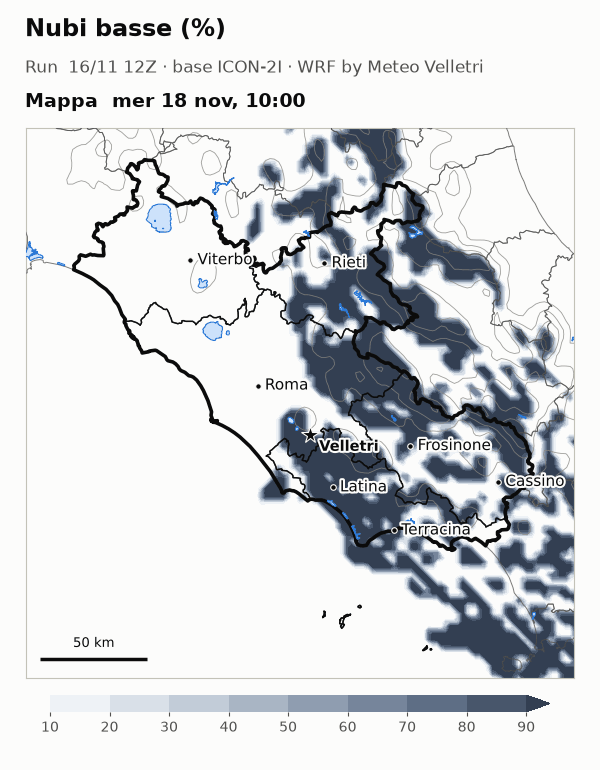 Nubi basse (%)
Run 16/11 12Z · base ICON-2I · WRF by Meteo Velletri
Mappa mer 18 nov, 10:00
Viterbo
Rieti
Roma
Velletri
Frosinone
Cassino
Latina
Terracina
50 km
10 20 30 40 50 60 70 80 90